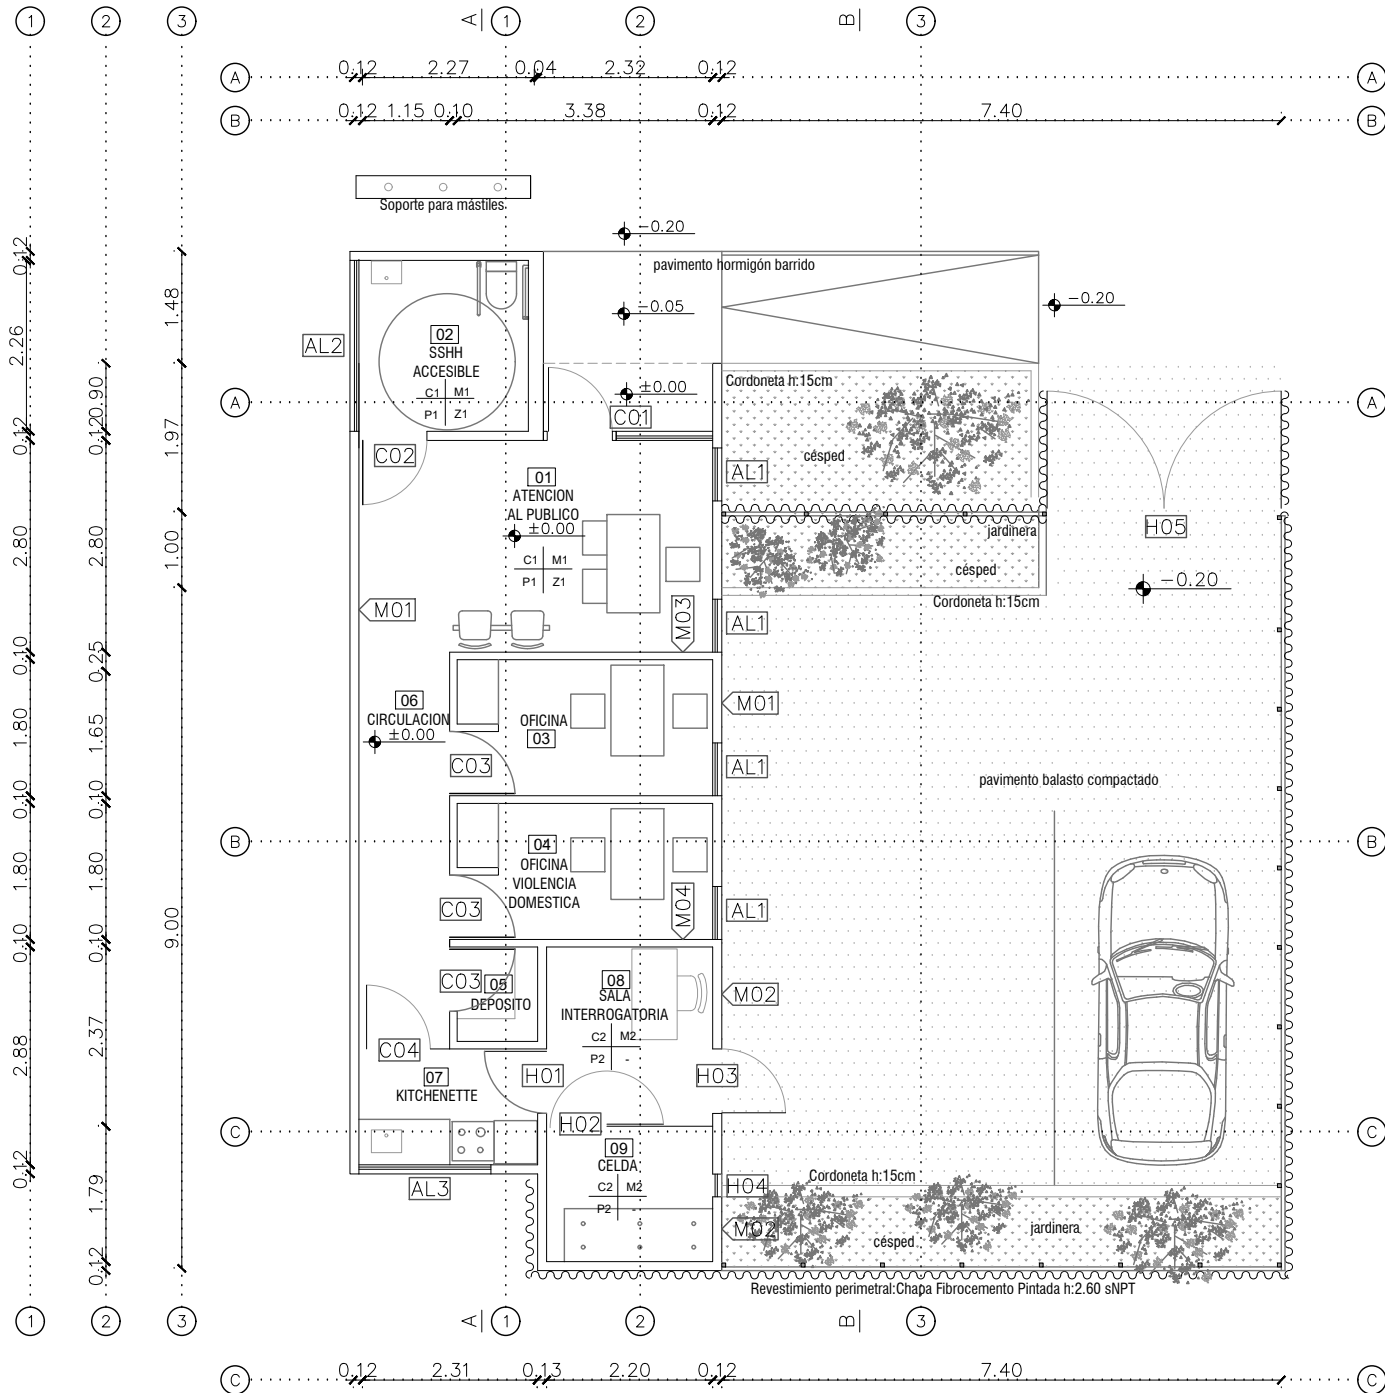 1 2 3 A 1 2 B 3
A 0.12 2.27 0.04 2.32 0.12 A
B 0.12 1.15 0.10 3.38 0.12 7.40 B
Soporte para mástiles
-0.20
pavimento hormigón barrido
-0.05
-0.20
0.12
2.26
0.12
2.80
0.10
1.80
0.10
1.80
0.10
2.88
0.12
0.90
0.12
2.80
0.25
1.65
0.10
1.80
0.10
2.37
1.79
0.12
1.48
1.97
1.00
9.00
AL2
02
SSHH
ACCESIBLE
C1 M1
P1 Z1
±0.00
C01
Cordoneta h:15cm
A A
C02
césped
AL1
01
ATENCION
AL PUBLICO
±0.00
C1 M1
P1 Z1
H05
jardinera
césped
-0.20
Cordoneta h:15cm
M01
M03
AL1
06
CIRCULACION
±0.00
OFICINA
03
M01
C03
AL1
pavimento balasto compactado
B B
04
OFICINA
VIOLENCIA
DOMESTICA
M04
C03
AL1
C03
05
DEPOSITO
08
SALA
INTERROGATORIA
C2 M2
P2 -
M02
C04
07
KITCHENETTE
H01
H03
H02
C C
09
CELDA
C2 M2
P2 -
AL3
H04
Cordoneta h:15cm
M02
césped
jardinera
Revestimiento perimetral:Chapa Fibrocemento Pintada h:2.60 sNPT
1 2 3 A 1 2 B 3
C 0.12 2.31 0.13 2.20 0.12 7.40 C